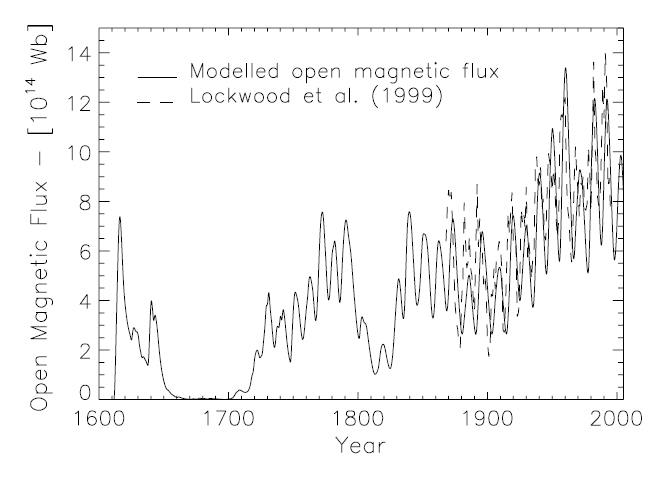 Modelled open magnetic flux
Lockwood et al. (1999)
Open Magnetic Flux – [10¹⁴ Wb]
14
12
10
8
6
4
2
0
1600 1700 1800 1900 2000
Year